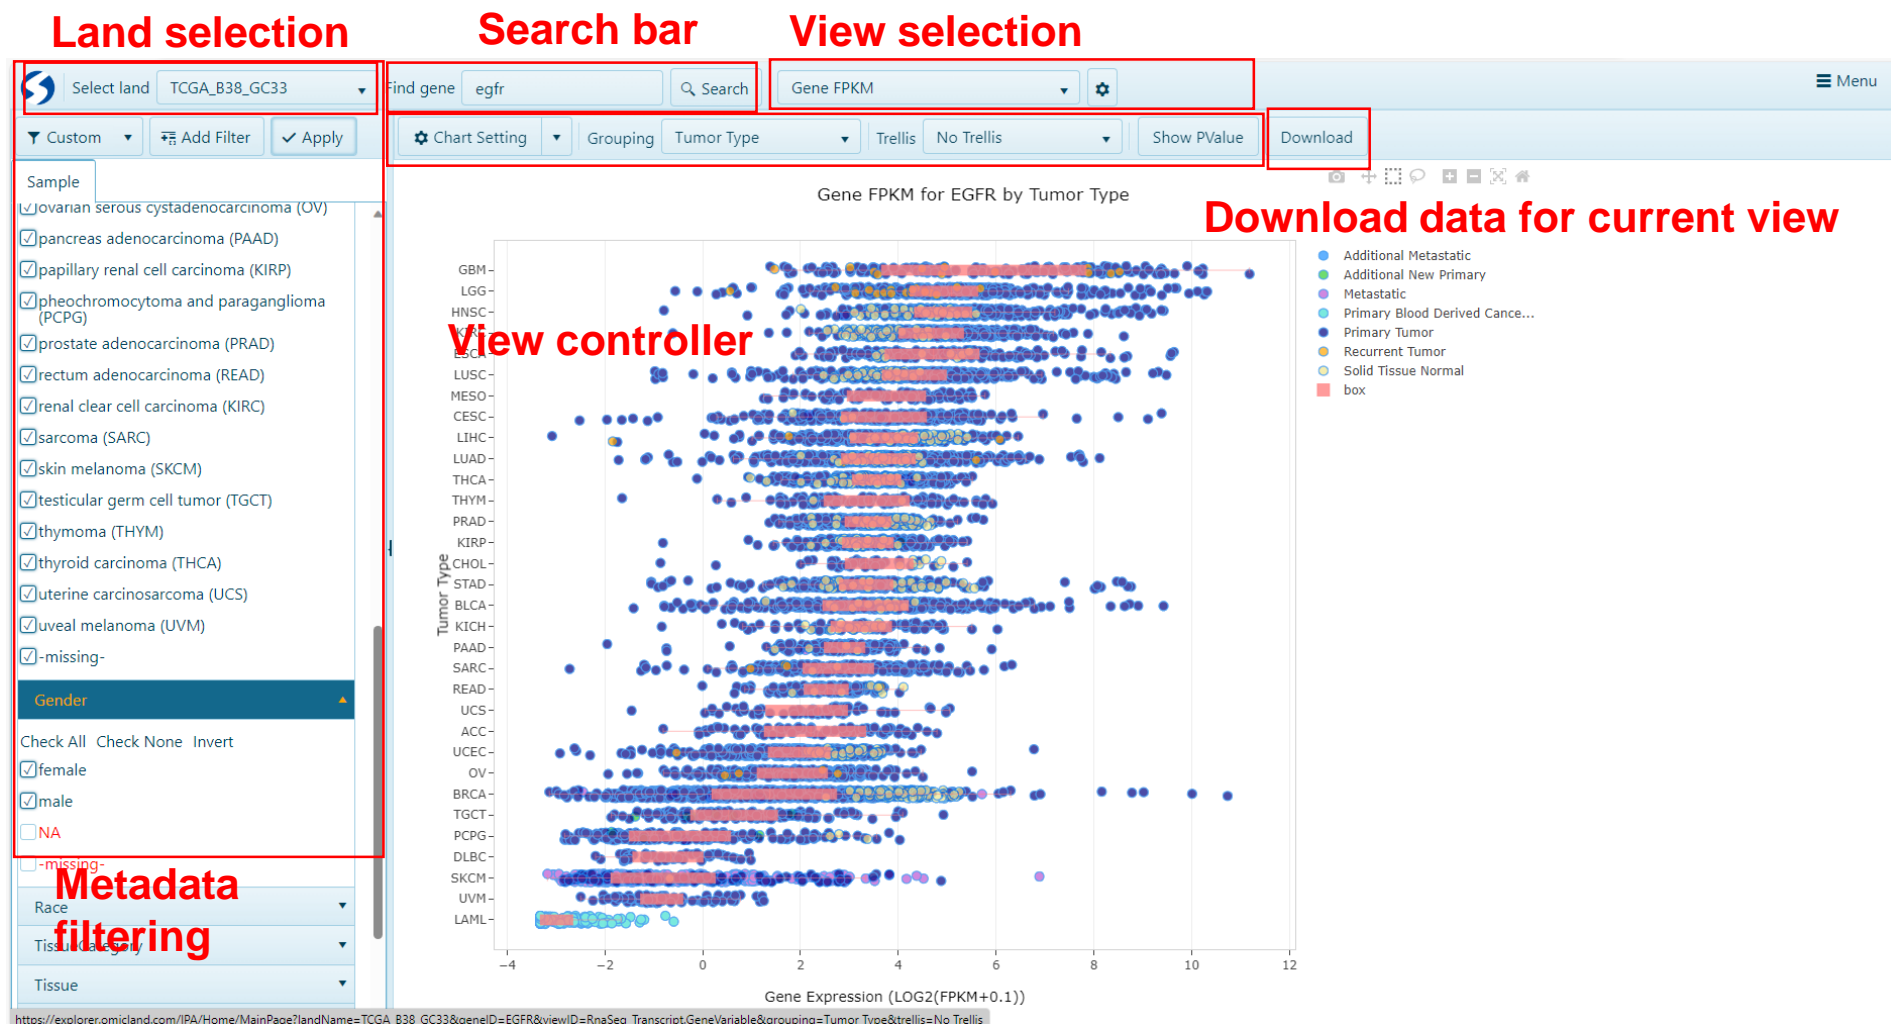 Land selection
Search bar
View selection
Select land TCGA_B38_GC33
Find gene egfr Search
Gene FPKM
Menu
Custom Add Filter Apply
Chart Setting Grouping Tumor Type Trellis No Trellis Show PValue Download
Sample
ovarian serous cystadenocarcinoma (OV)
pancreas adenocarcinoma (PAAD)
papillary renal cell carcinoma (KIRP)
pheochromocytoma and paraganglioma
(PCPG)
prostate adenocarcinoma (PRAD)
rectum adenocarcinoma (READ)
renal clear cell carcinoma (KIRC)
sarcoma (SARC)
skin melanoma (SKCM)
testicular germ cell tumor (TGCT)
thymoma (THYM)
thyroid carcinoma (THCA)
uterine carcinosarcoma (UCS)
uveal melanoma (UVM)
-missing-
Gender
Check All Check None Invert
female
male
NA
-missing-
Metadata
filtering
Race
TissueCategory
Tissue
Gene FPKM for EGFR by Tumor Type
Download data for current view
View controller
Tumor Type
GBM
LGG
HNSC
KIRC
ESCA
LUSC
MESO
CESC
LIHC
LUAD
THCA
THYM
PRAD
KIRP
CHOL
STAD
BLCA
KICH
PAAD
SARC
READ
UCS
ACC
UCEC
OV
BRCA
TGCT
PCPG
DLBC
SKCM
UVM
LAML
−4 −2 0 2 4 6 8 10 12
Gene Expression (LOG2(FPKM+0.1))
Additional Metastatic
Additional New Primary
Metastatic
Primary Blood Derived Cance...
Primary Tumor
Recurrent Tumor
Solid Tissue Normal
box
https://explorer.omicland.com/IPA/Home/MainPage?landName=TCGA_B38_GC33&geneID=EGFR&viewID=RnaSeq_Transcript.GeneVariable&grouping=Tumor Type&trellis=No Trellis